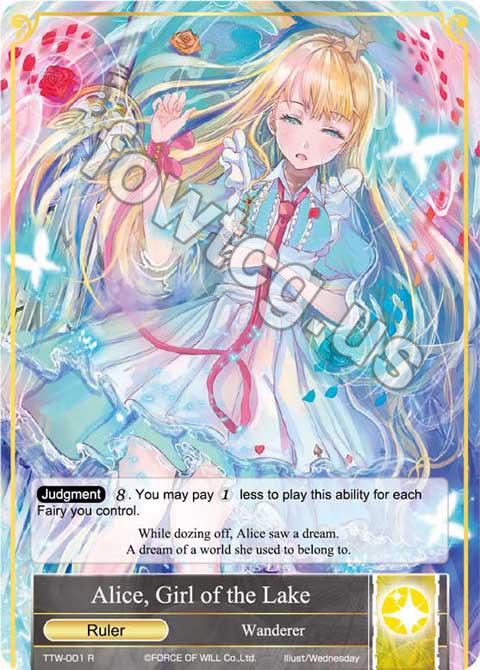 fowtcg.us
Judgment 8. You may pay 1 less to play this ability for each
Fairy you control.
While dozing off, Alice saw a dream.
A dream of a world she used to belong to.
Alice, Girl of the Lake
Ruler Wanderer
TTW-001 R ©FORCE OF WILL Co.,Ltd. Illust/Wednesday